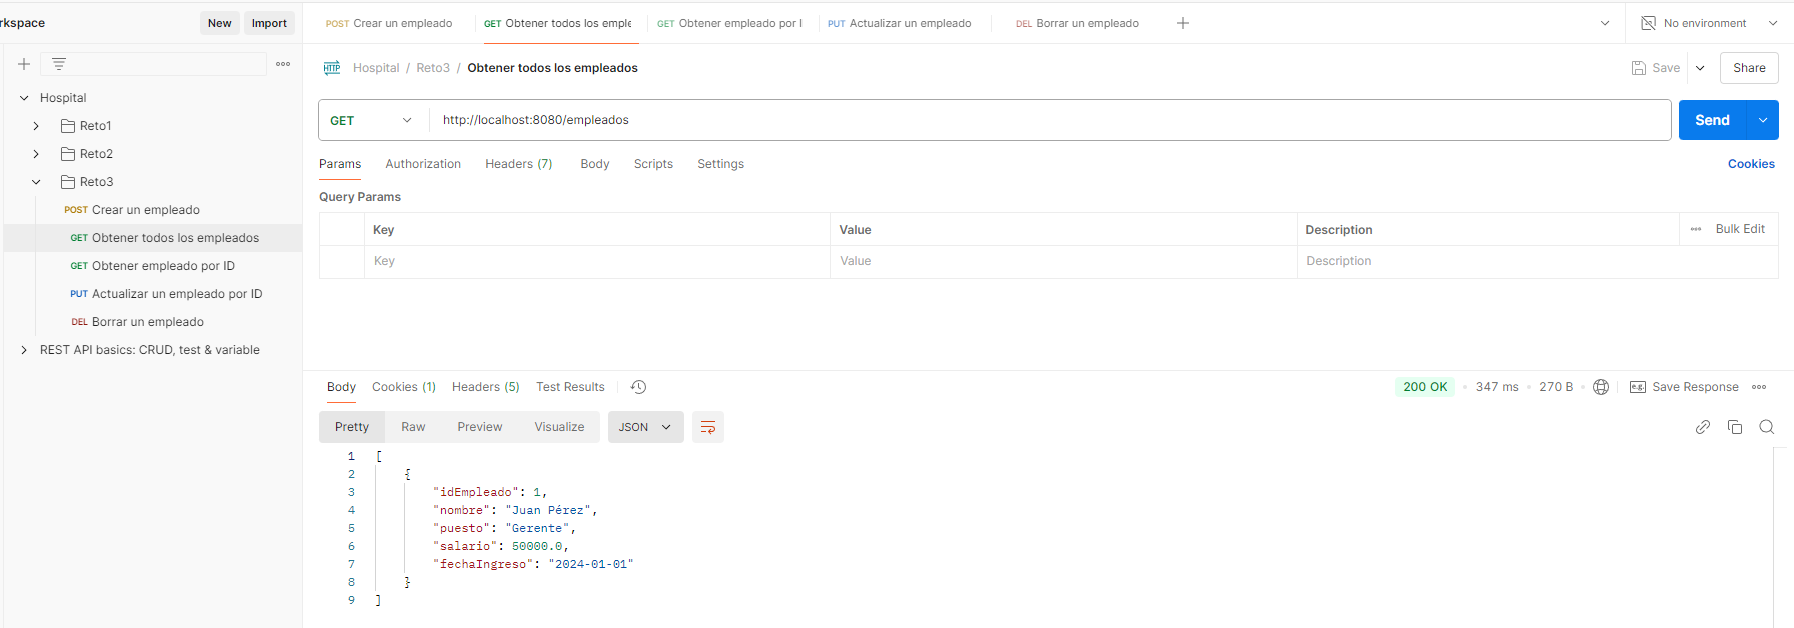 rkspace New Import POST Crear un empleado GET Obtener todos los emple GET Obtener empleado por I PUT Actualizar un empleado DEL Borrar un empleado No environment
HTTP Hospital / Reto3 / Obtener todos los empleados Save Share
Hospital
Reto1
Reto2
Reto3
POST Crear un empleado
GET Obtener todos los empleados
GET Obtener empleado por ID
PUT Actualizar un empleado por ID
DEL Borrar un empleado
REST API basics: CRUD, test & variable
GET http://localhost:8080/empleados Send
Params Authorization Headers (7) Body Scripts Settings Cookies
Query Params
Key Value Description Bulk Edit
Key Value Description
Body Cookies (1) Headers (5) Test Results 200 OK 347 ms 270 B e.g. Save Response
Pretty Raw Preview Visualize JSON
1 [
2 {
3 "idEmpleado": 1,
4 "nombre": "Juan Pérez",
5 "puesto": "Gerente",
6 "salario": 50000.0,
7 "fechaIngreso": "2024-01-01"
8 }
9 ]